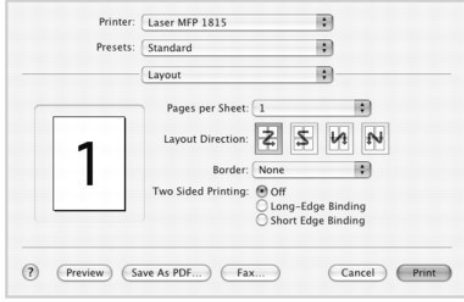 Printer: Laser MFP 1815
Presets: Standard
Layout
Pages per Sheet: 1
Layout Direction:
1
Border: None
Two Sided Printing: Off
Long-Edge Binding
Short Edge Binding
? Preview Save As PDF... Fax... Cancel Print